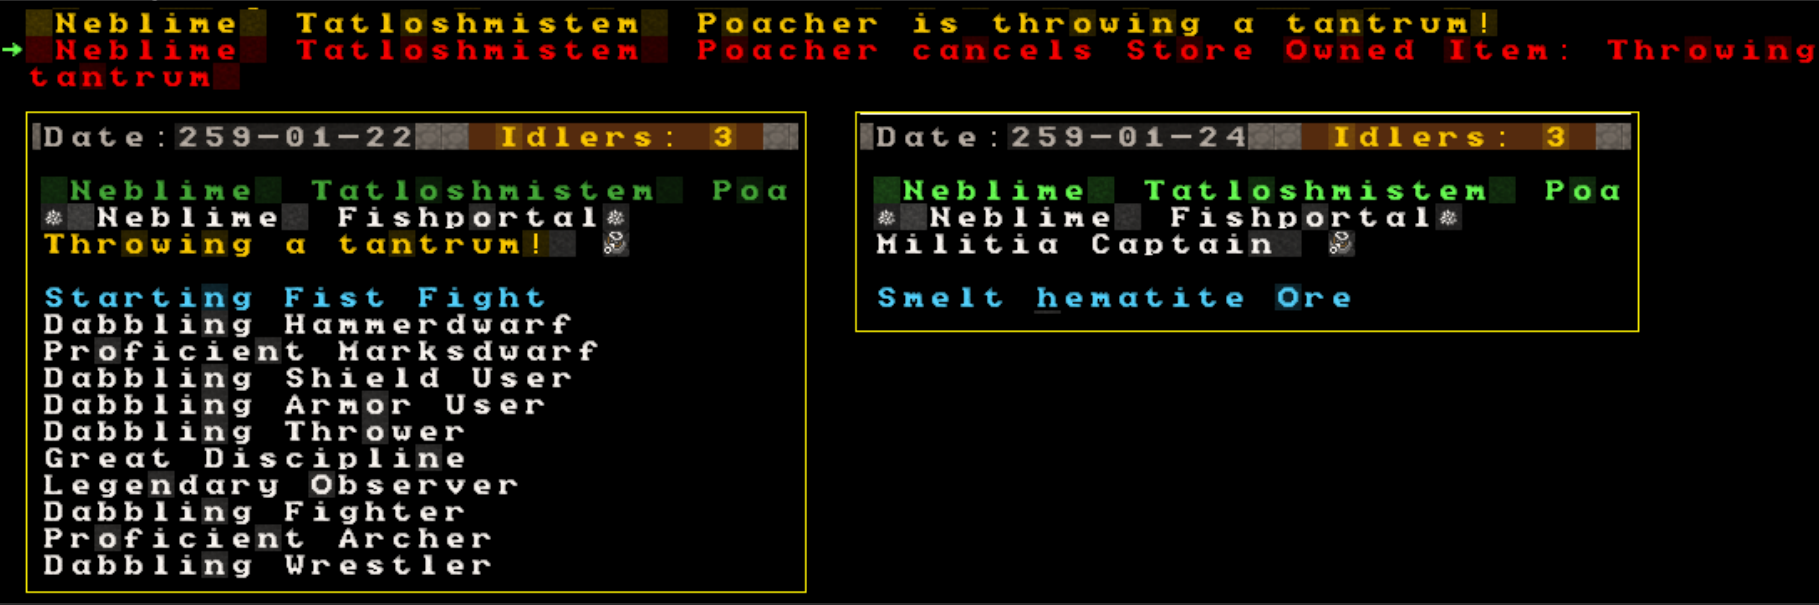 Neblime Tatloshmistem Poacher is throwing a tantrum!
Neblime Tatloshmistem Poacher cancels Store Owned Item: Throwing
tantrum
Date:259-01-22 Idlers: 3
Neblime Tatloshmistem Poa
Neblime Fishportal
Throwing a tantrum!
Starting Fist Fight
Dabbling Hammerdwarf
Proficient Marksdwarf
Dabbling Shield User
Dabbling Armor User
Dabbling Thrower
Great Discipline
Legendary Observer
Dabbling Fighter
Proficient Archer
Dabbling Wrestler
Date:259-01-24 Idlers: 3
Neblime Tatloshmistem Poa
Neblime Fishportal
Militia Captain
Smelt hematite Ore